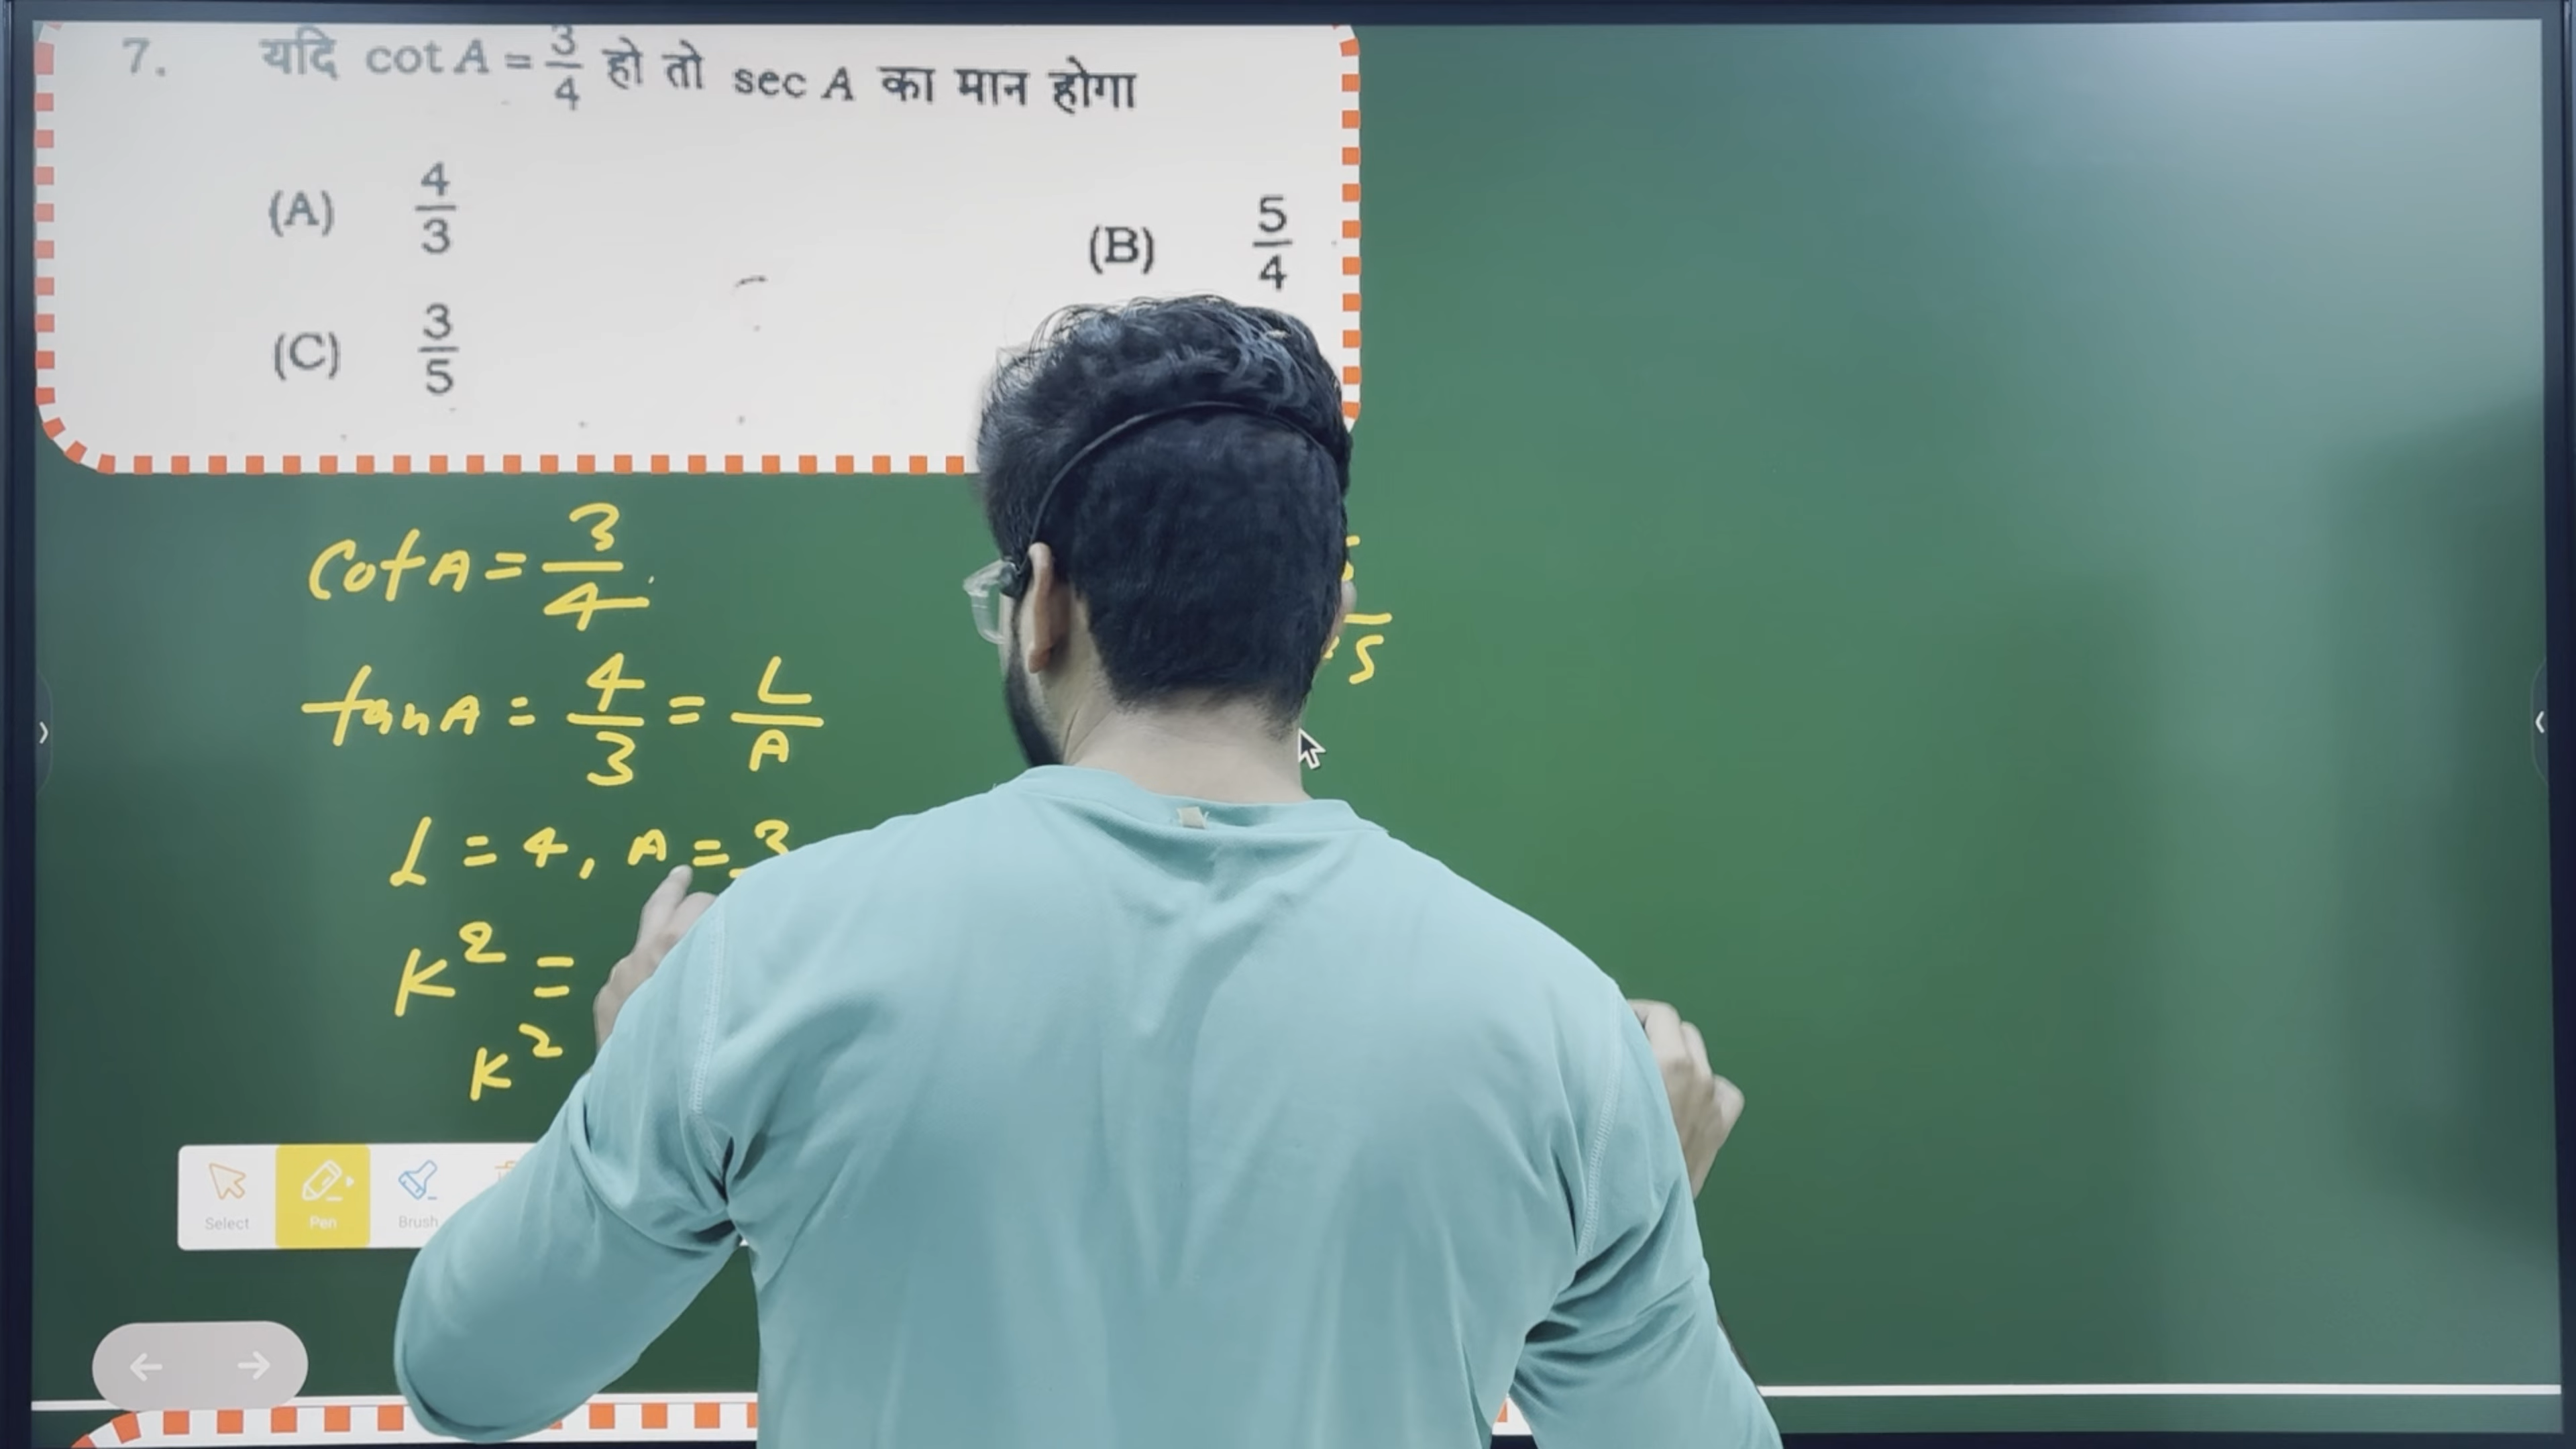 7. यदि cot A = 3/4 हो तो sec A का मान होगा
(A) 4/3
(B) 5/4
(C) 3/5
cot A = 3/4
tan A = 4/3 = L/A
L = 4, A = 3
K² =
K²
5
Select Pen Brush